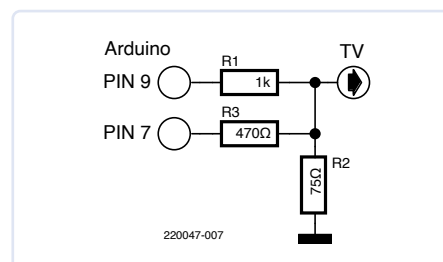 Arduino
TV
R1
PIN 9
1k
R3
PIN 7
470Ω
R2
75Ω
220047-007